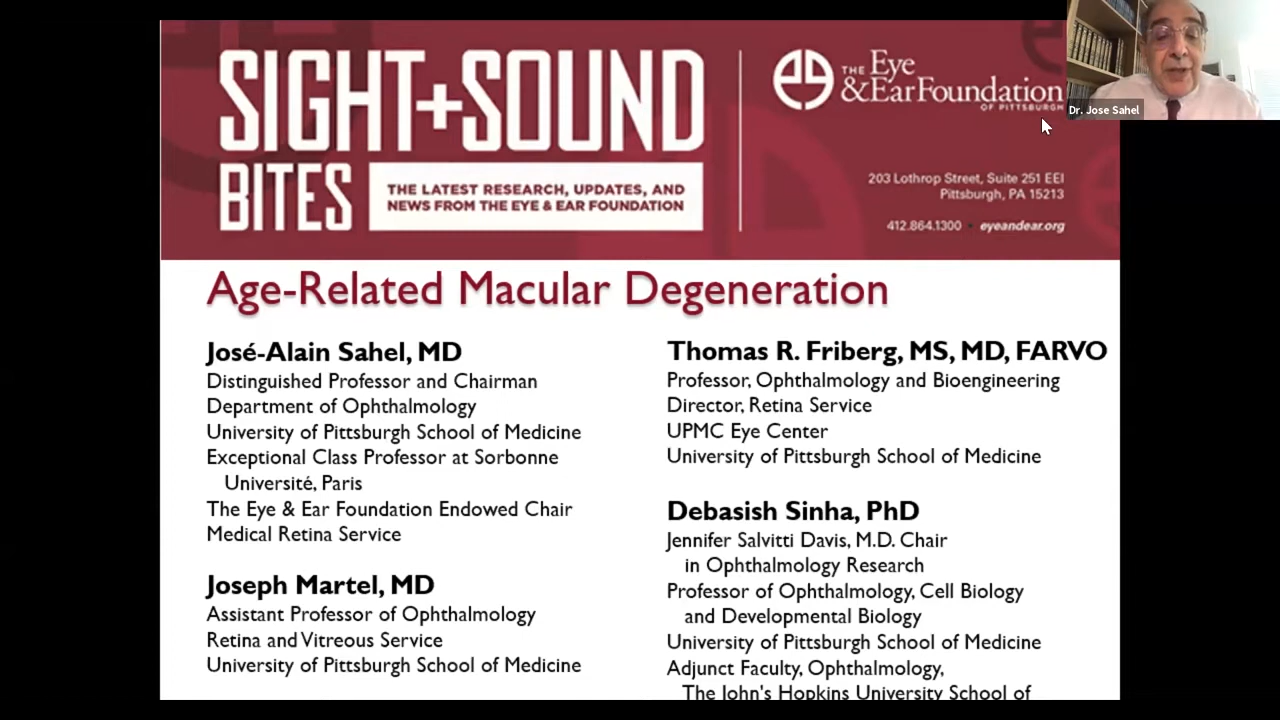 SIGHT+SOUND
BITES
THE LATEST RESEARCH, UPDATES, AND
NEWS FROM THE EYE & EAR FOUNDATION
THE Eye
&EarFoundation
OF PITTSBURGH
203 Lothrop Street, Suite 251 EEI
Pittsburgh, PA 15213
412.864.1300 • eyeandear.org
Dr. Jose Sahel
Age-Related Macular Degeneration
José-Alain Sahel, MD
Distinguished Professor and Chairman
Department of Ophthalmology
University of Pittsburgh School of Medicine
Exceptional Class Professor at Sorbonne
Université, Paris
The Eye & Ear Foundation Endowed Chair
Medical Retina Service
Joseph Martel, MD
Assistant Professor of Ophthalmology
Retina and Vitreous Service
University of Pittsburgh School of Medicine
Thomas R. Friberg, MS, MD, FARVO
Professor, Ophthalmology and Bioengineering
Director, Retina Service
UPMC Eye Center
University of Pittsburgh School of Medicine
Debasish Sinha, PhD
Jennifer Salvitti Davis, M.D. Chair
in Ophthalmology Research
Professor of Ophthalmology, Cell Biology
and Developmental Biology
University of Pittsburgh School of Medicine
Adjunct Faculty, Ophthalmology,
The John's Hopkins University School of